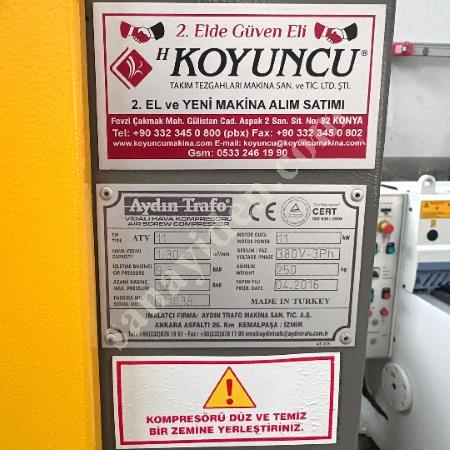 2. Elde Güven Eli
H KOYUNCU®
TAKIM TEZGAHLARI MAKİNA SAN. ve TİC. LTD. ŞTİ.
2. EL ve YENİ MAKİNA ALIM SATIMI
Fevzi Çakmak Mah. Gülistan Cad. Aspak 2 San. Sit. No: 82 KONYA
Tel: +90 332 345 0 800 (pbx) Fax: +90 332 345 0 802
www.koyuncumakina.com E-mail: koyuncu@koyuncumakina.com
Gsm: 0533 246 19 90
Aydın Trafo®
VİDALI HAVA KOMPRESÖRÜ
AIR SCREW COMPRESSOR
CE
CERT
TİP
TYPE ATV 11
MOTOR GÜCÜ
MOTOR POWER 11 kW
HAVA VERİMİ
CAPACITY 1.30 m³/min
GERİLİM / FAZ
VOLTAGE / PHASE 380V-3Ph
İŞLETME BASINCI
OP. PRESSURE BAR
AĞIRLIK
WEIGHT 250 kg
AZAMİ BASINÇ
BAR
YAPIM YILI
PROD. DATE 04.2016
FABRİKA NO
MADE IN TURKEY
İMALATÇI FİRMA: AYDIN TRAFO MAKİNA SAN. TİC. A.Ş.
ANKARA ASFALTI 26. Km KEMALPAŞA / İZMİR
KOMPRESÖRÜ DÜZ ve TEMİZ
BİR ZEMİNE YERLEŞTİRİNİZ.